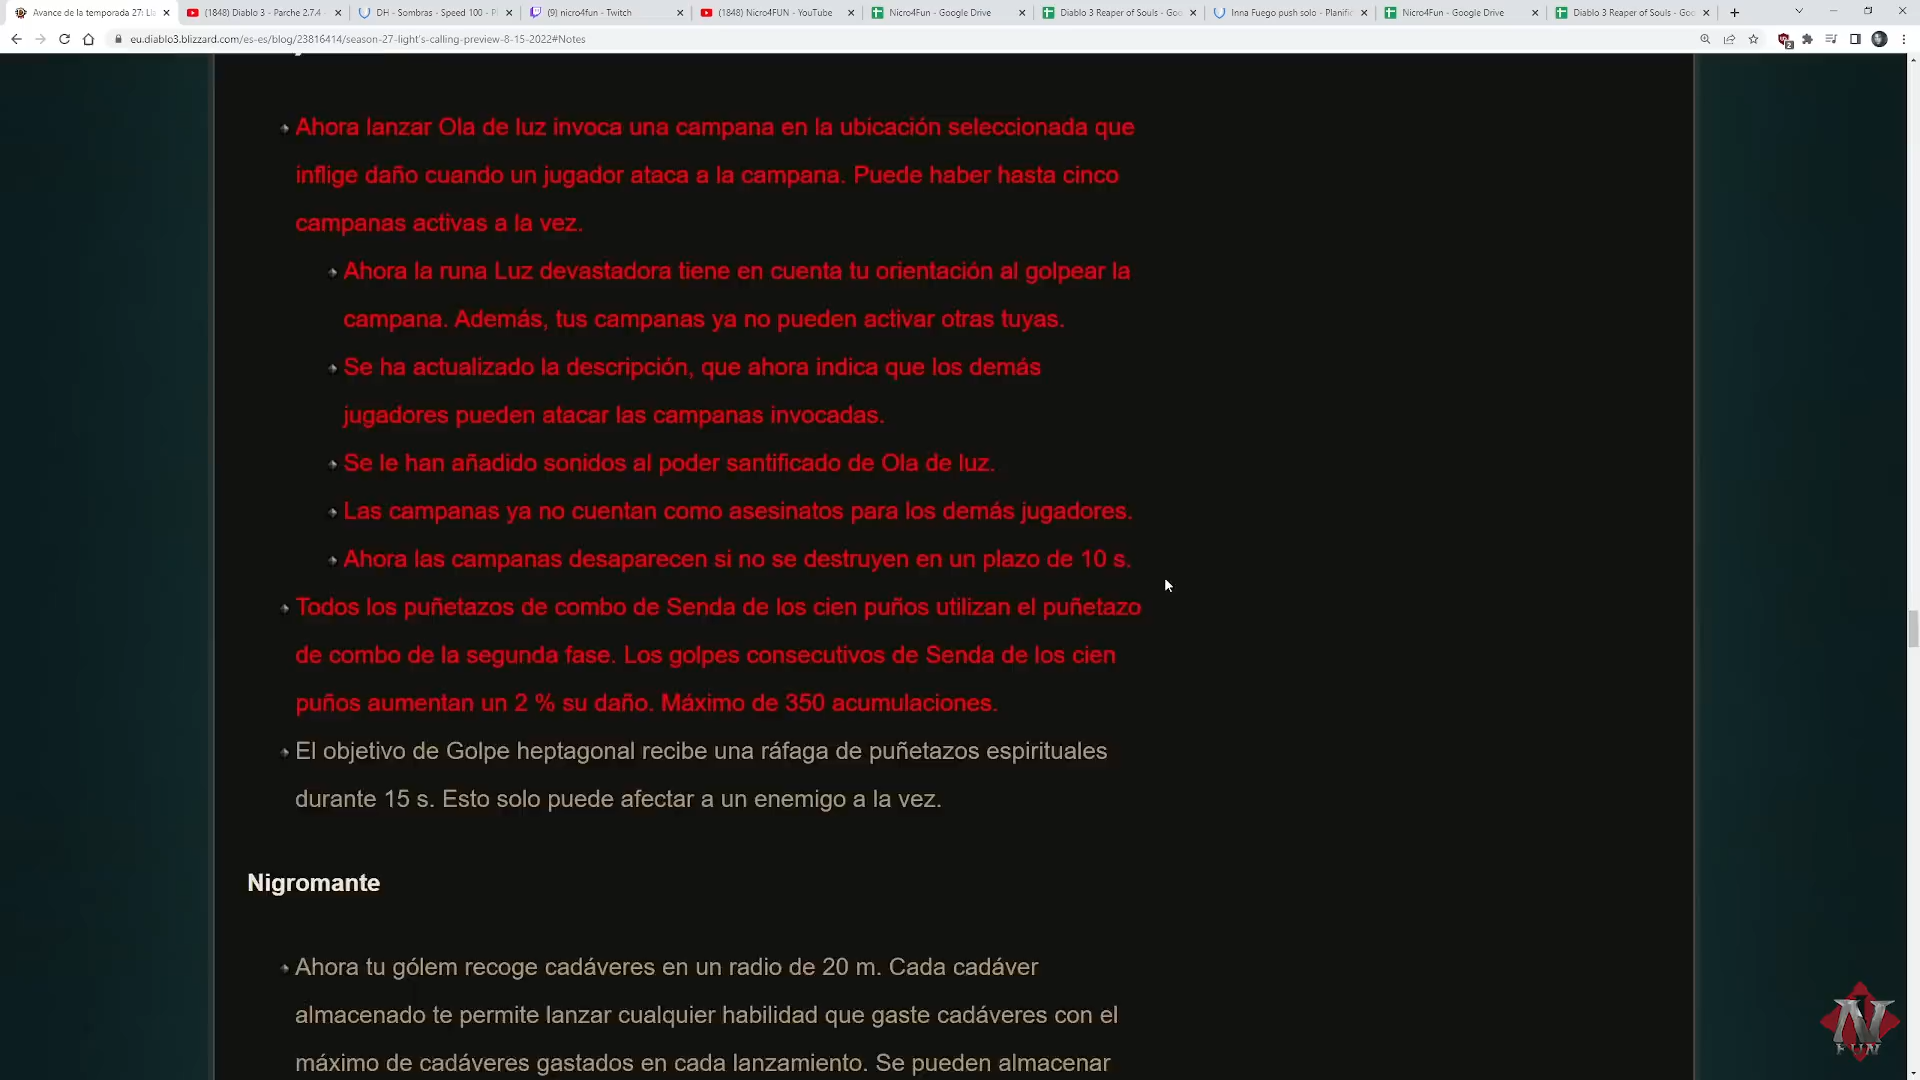 Avance de la temporada 27: Ll
(1848) Diablo 3 - Parche 2.7.4 -
DH - Sombras - Speed 100 - Pl
(9) nicro4fun - Twitch
(1848) Nicro4FUN - YouTube
Nicro4Fun - Google Drive
Diablo 3 Reaper of Souls - Goo
Inna Fuego push solo - Planific
Nicro4Fun - Google Drive
Diablo 3 Reaper of Souls - Goo
eu.diablo3.blizzard.com/es-es/blog/23816414/season-27-light's-calling-preview-8-15-2022#Notes
Ahora lanzar Ola de luz invoca una campana en la ubicación seleccionada que
inflige daño cuando un jugador ataca a la campana. Puede haber hasta cinco
campanas activas a la vez.
Ahora la runa Luz devastadora tiene en cuenta tu orientación al golpear la
campana. Además, tus campanas ya no pueden activar otras tuyas.
Se ha actualizado la descripción, que ahora indica que los demás
jugadores pueden atacar las campanas invocadas.
Se le han añadido sonidos al poder santificado de Ola de luz.
Las campanas ya no cuentan como asesinatos para los demás jugadores.
Ahora las campanas desaparecen si no se destruyen en un plazo de 10 s.
Todos los puñetazos de combo de Senda de los cien puños utilizan el puñetazo
de combo de la segunda fase. Los golpes consecutivos de Senda de los cien
puños aumentan un 2 % su daño. Máximo de 350 acumulaciones.
El objetivo de Golpe heptagonal recibe una ráfaga de puñetazos espirituales
durante 15 s. Esto solo puede afectar a un enemigo a la vez.
Nigromante
Ahora tu gólem recoge cadáveres en un radio de 20 m. Cada cadáver
almacenado te permite lanzar cualquier habilidad que gaste cadáveres con el
máximo de cadáveres gastados en cada lanzamiento. Se pueden almacenar
N
FUN